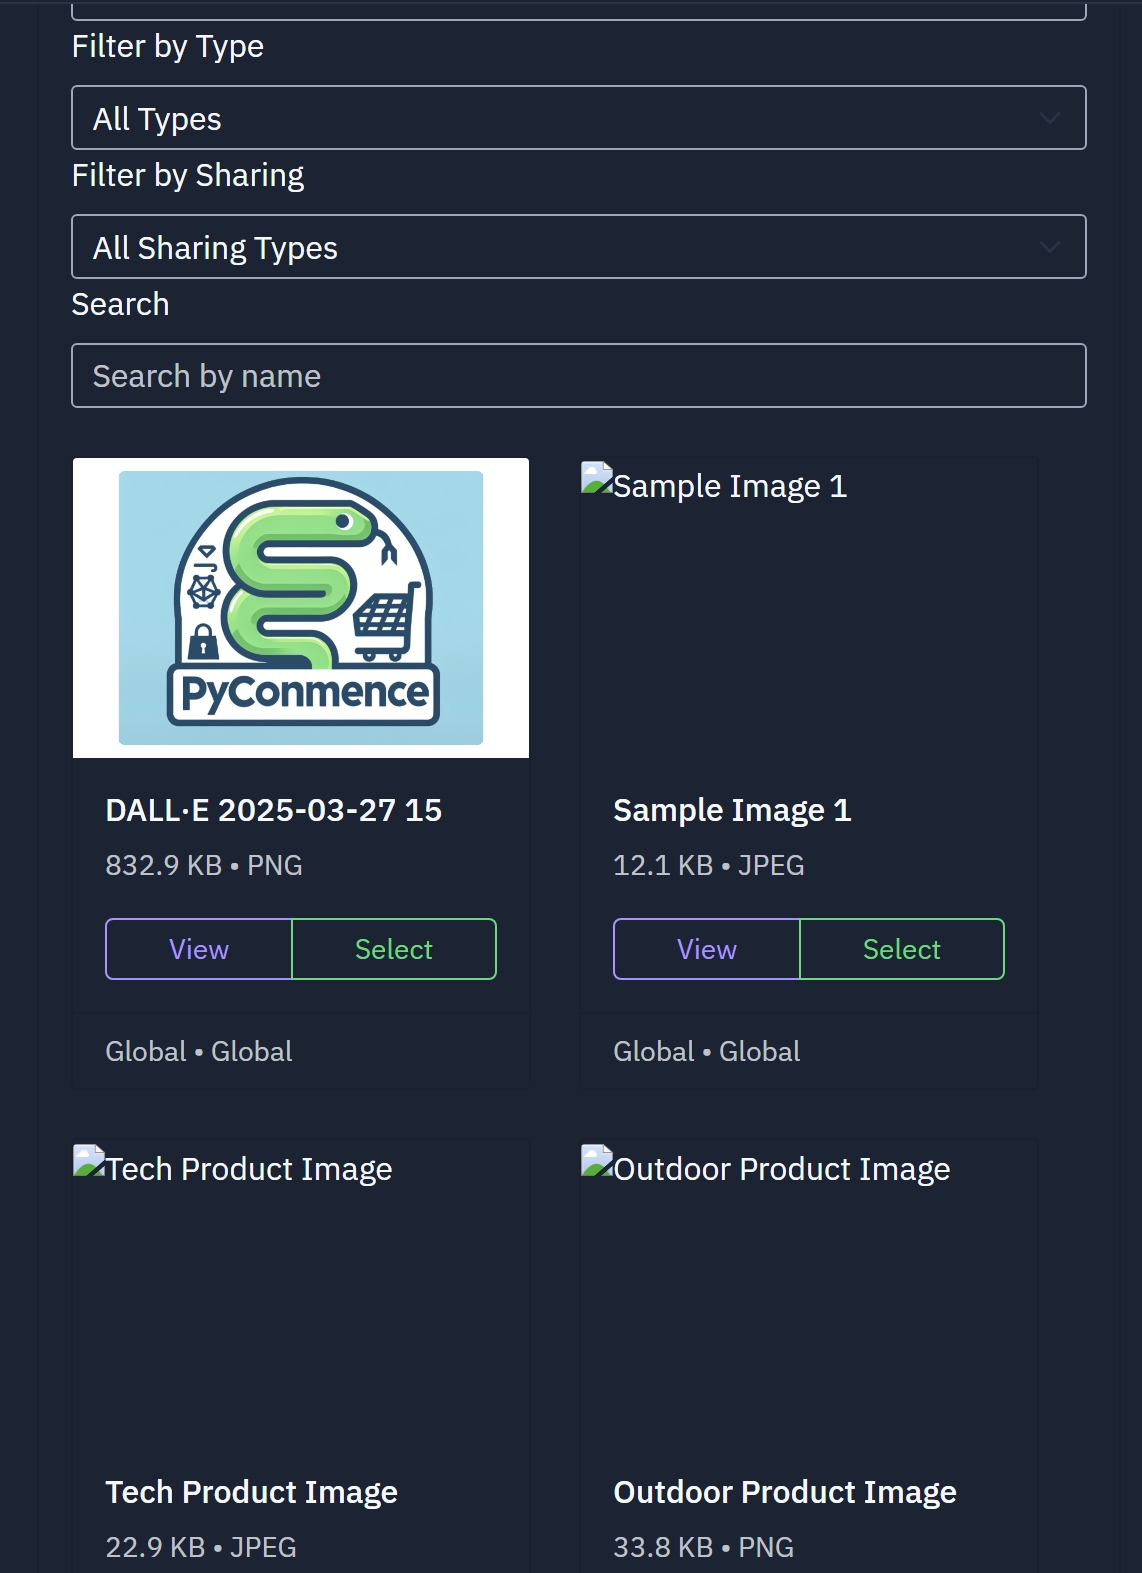 Filter by Type
All Types
Filter by Sharing
All Sharing Types
Search
Search by name
PyConmence
Sample Image 1
DALL·E 2025-03-27 15
832.9 KB • PNG
View
Select
Global • Global
Sample Image 1
12.1 KB • JPEG
View
Select
Global • Global
Tech Product Image
Outdoor Product Image
Tech Product Image
22.9 KB • JPEG
Outdoor Product Image
33.8 KB • PNG